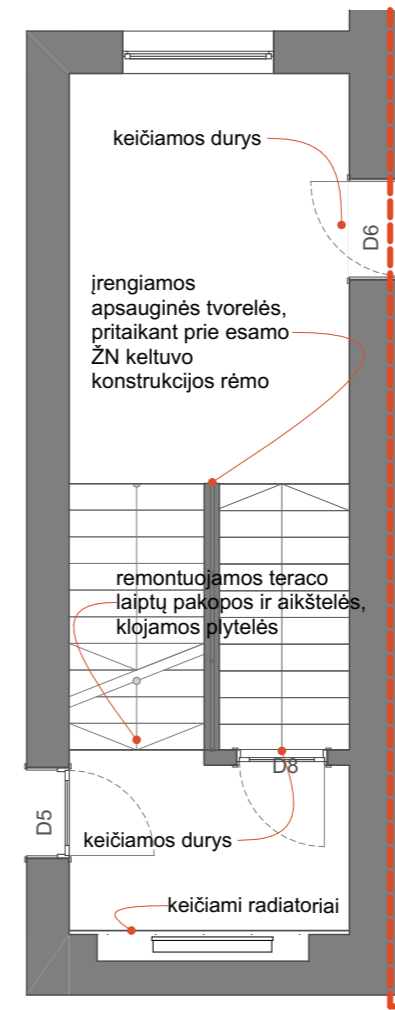 keičiamos durys
D6
įrengiamos
apsauginės tvorelės,
pritaikant prie esamo
ŽN keltuvo
konstrukcijos rėmo
remontuojamos teraco
laiptų pakopos ir aikštelės,
klojamos plytelės
D8
D5
keičiamos durys
keičiami radiatoriai